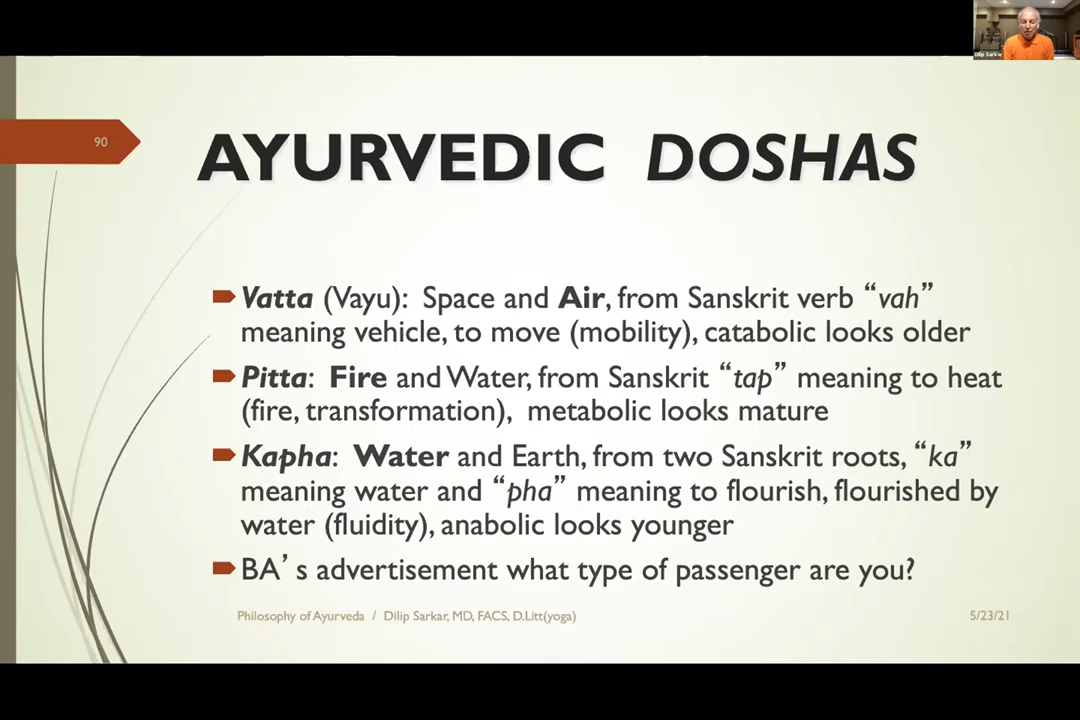 Dilip Sarkar
90
AYURVEDIC DOSHAS
Vatta (Vayu): Space and Air, from Sanskrit verb “vah”
meaning vehicle, to move (mobility), catabolic looks older
Pitta: Fire and Water, from Sanskrit “tap” meaning to heat
(fire, transformation), metabolic looks mature
Kapha: Water and Earth, from two Sanskrit roots, “ka”
meaning water and “pha” meaning to flourish, flourished by
water (fluidity), anabolic looks younger
BA’ s advertisement what type of passenger are you?
Philosophy of Ayurveda / Dilip Sarkar, MD, FACS, D.Litt(yoga)
5/23/21